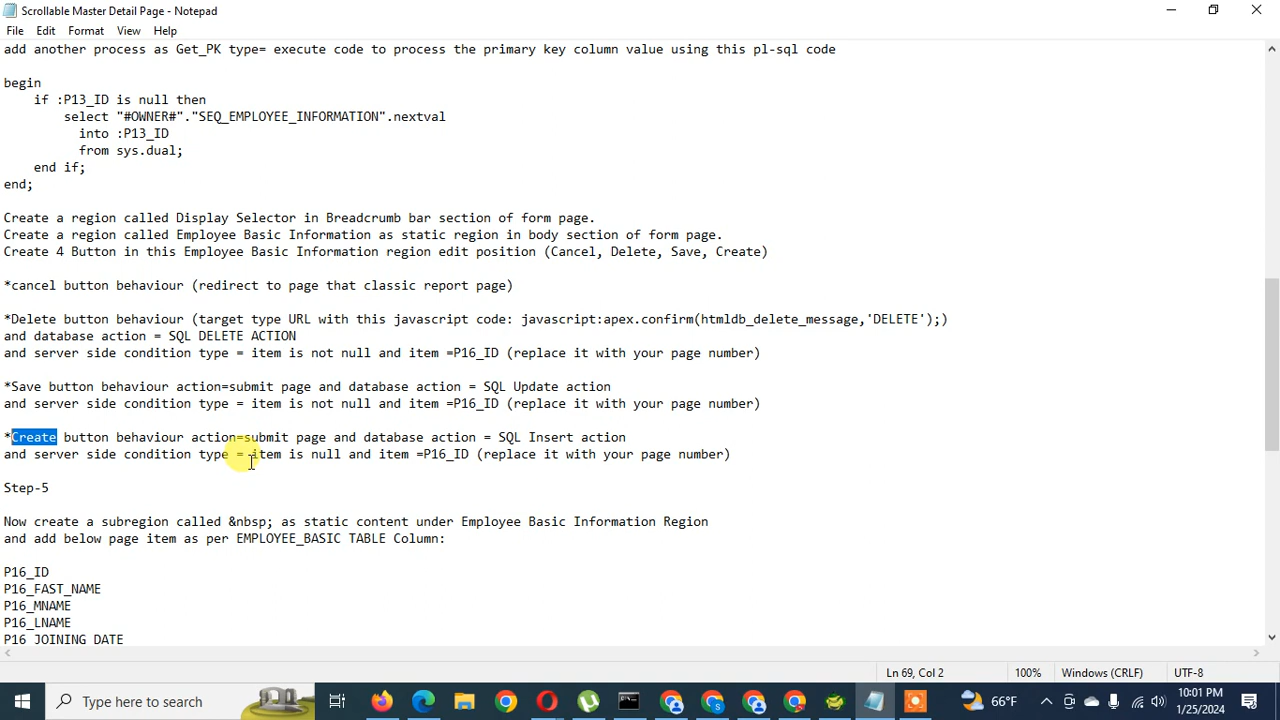 Scrollable Master Detail Page - Notepad
File Edit Format View Help
add another process as Get_PK type= execute code to process the primary key column value using this pl-sql code
begin
if :P13_ID is null then
select "#OWNER#"."SEQ_EMPLOYEE_INFORMATION".nextval
into :P13_ID
from sys.dual;
end if;
end;
Create a region called Display Selector in Breadcrumb bar section of form page.
Create a region called Employee Basic Information as static region in body section of form page.
Create 4 Button in this Employee Basic Information region edit position (Cancel, Delete, Save, Create)
*cancel button behaviour (redirect to page that classic report page)
*Delete button behaviour (target type URL with this javascript code: javascript:apex.confirm(htmldb_delete_message,'DELETE');)
and database action = SQL DELETE ACTION
and server side condition type = item is not null and item =P16_ID (replace it with your page number)
*Save button behaviour action=submit page and database action = SQL Update action
and server side condition type = item is not null and item =P16_ID (replace it with your page number)
*Create button behaviour action=submit page and database action = SQL Insert action
and server side condition type = item is null and item =P16_ID (replace it with your page number)
Step-5
Now create a subregion called &nbsp; as static content under Employee Basic Information Region
and add below page item as per EMPLOYEE_BASIC TABLE Column:
P16_ID
P16_FAST_NAME
P16_MNAME
P16_LNAME
P16_JOINING_DATE
Ln 69, Col 2 100% Windows (CRLF) UTF-8
Type here to search
66°F
10:01 PM
1/25/2024